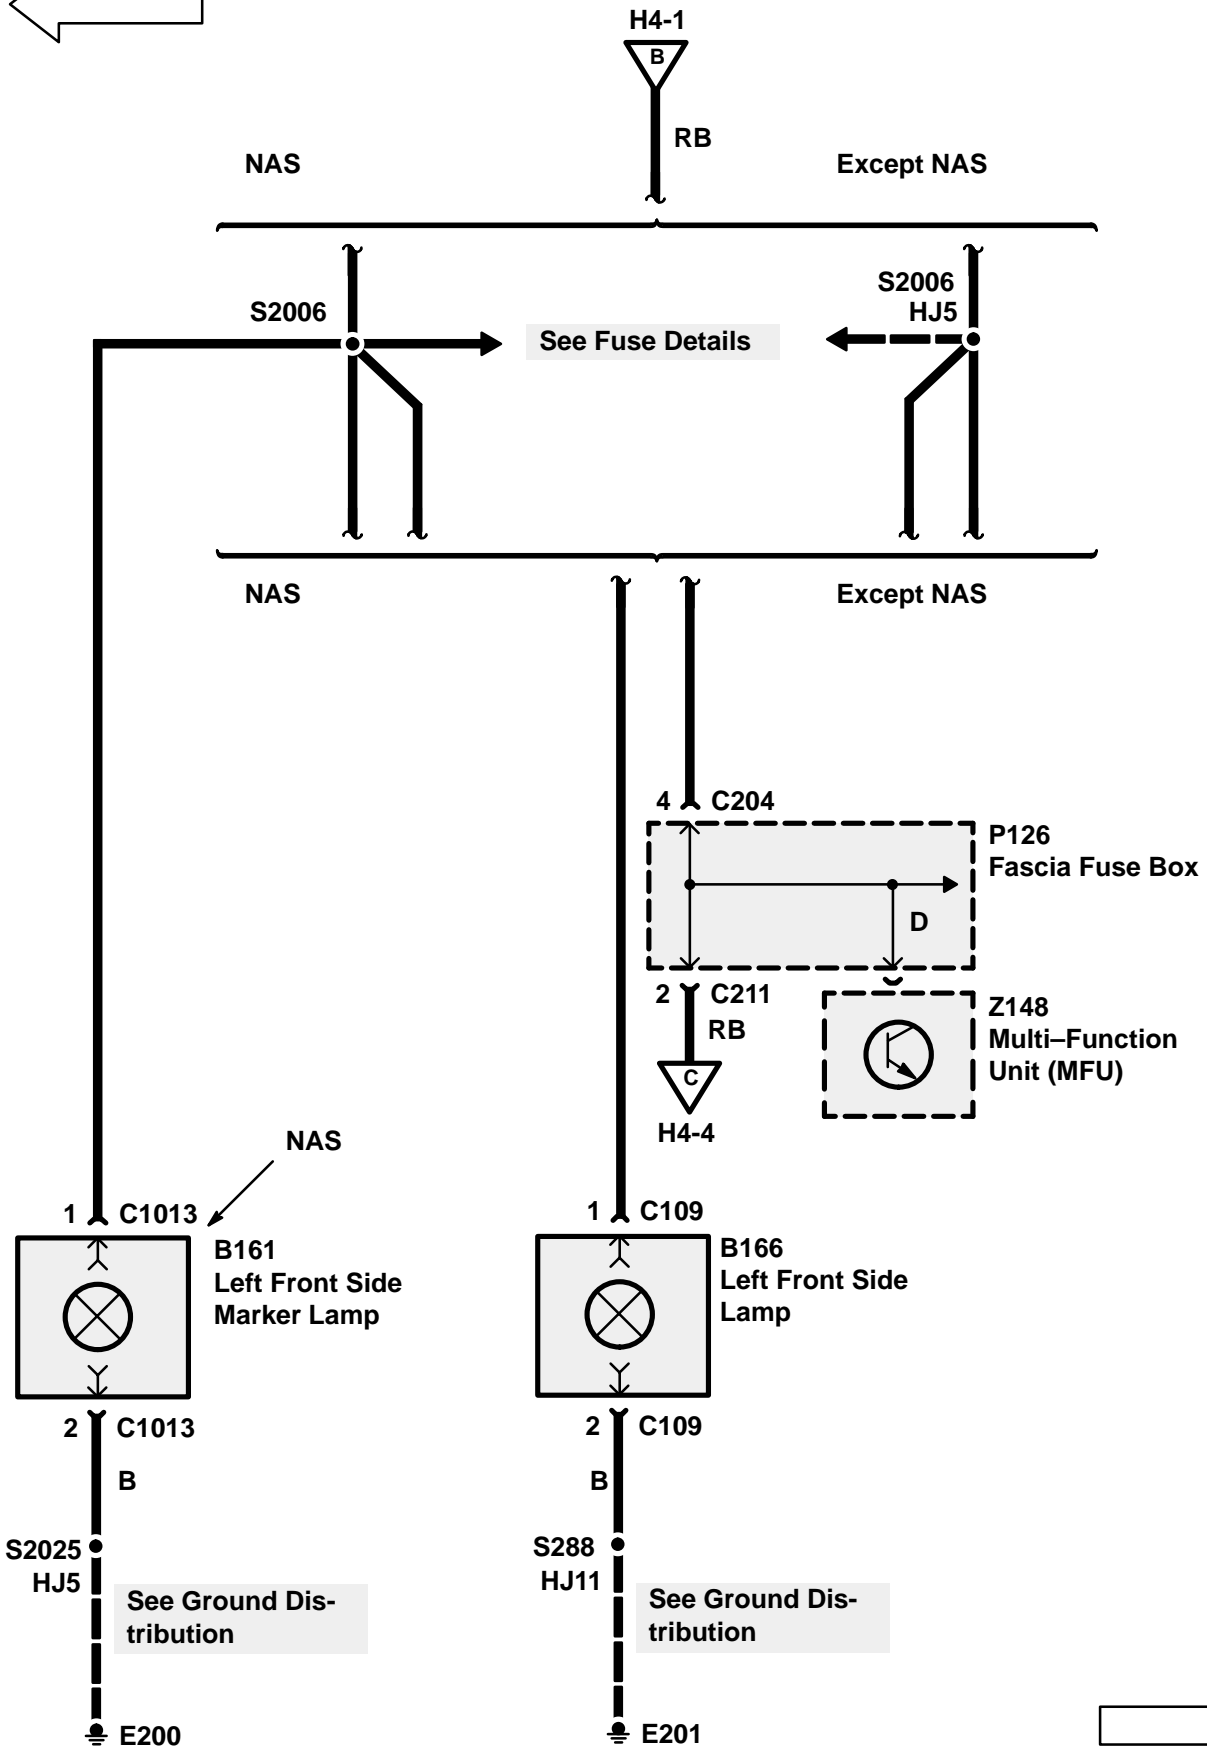 H4-1
B
RB
NAS
Except NAS
S2006
S2006
HJ5
See Fuse Details
NAS
Except NAS
4
C204
P126
Fascia Fuse Box
D
2
C211
RB
Z148
Multi–Function
Unit (MFU)
C
H4-4
NAS
1
C1013
B161
Left Front Side
Marker Lamp
1
C109
B166
Left Front Side
Lamp
2
C1013
B
2
C109
B
S2025
HJ5
See Ground Dis-
tribution
S288
HJ11
See Ground Dis-
tribution
E200
E201